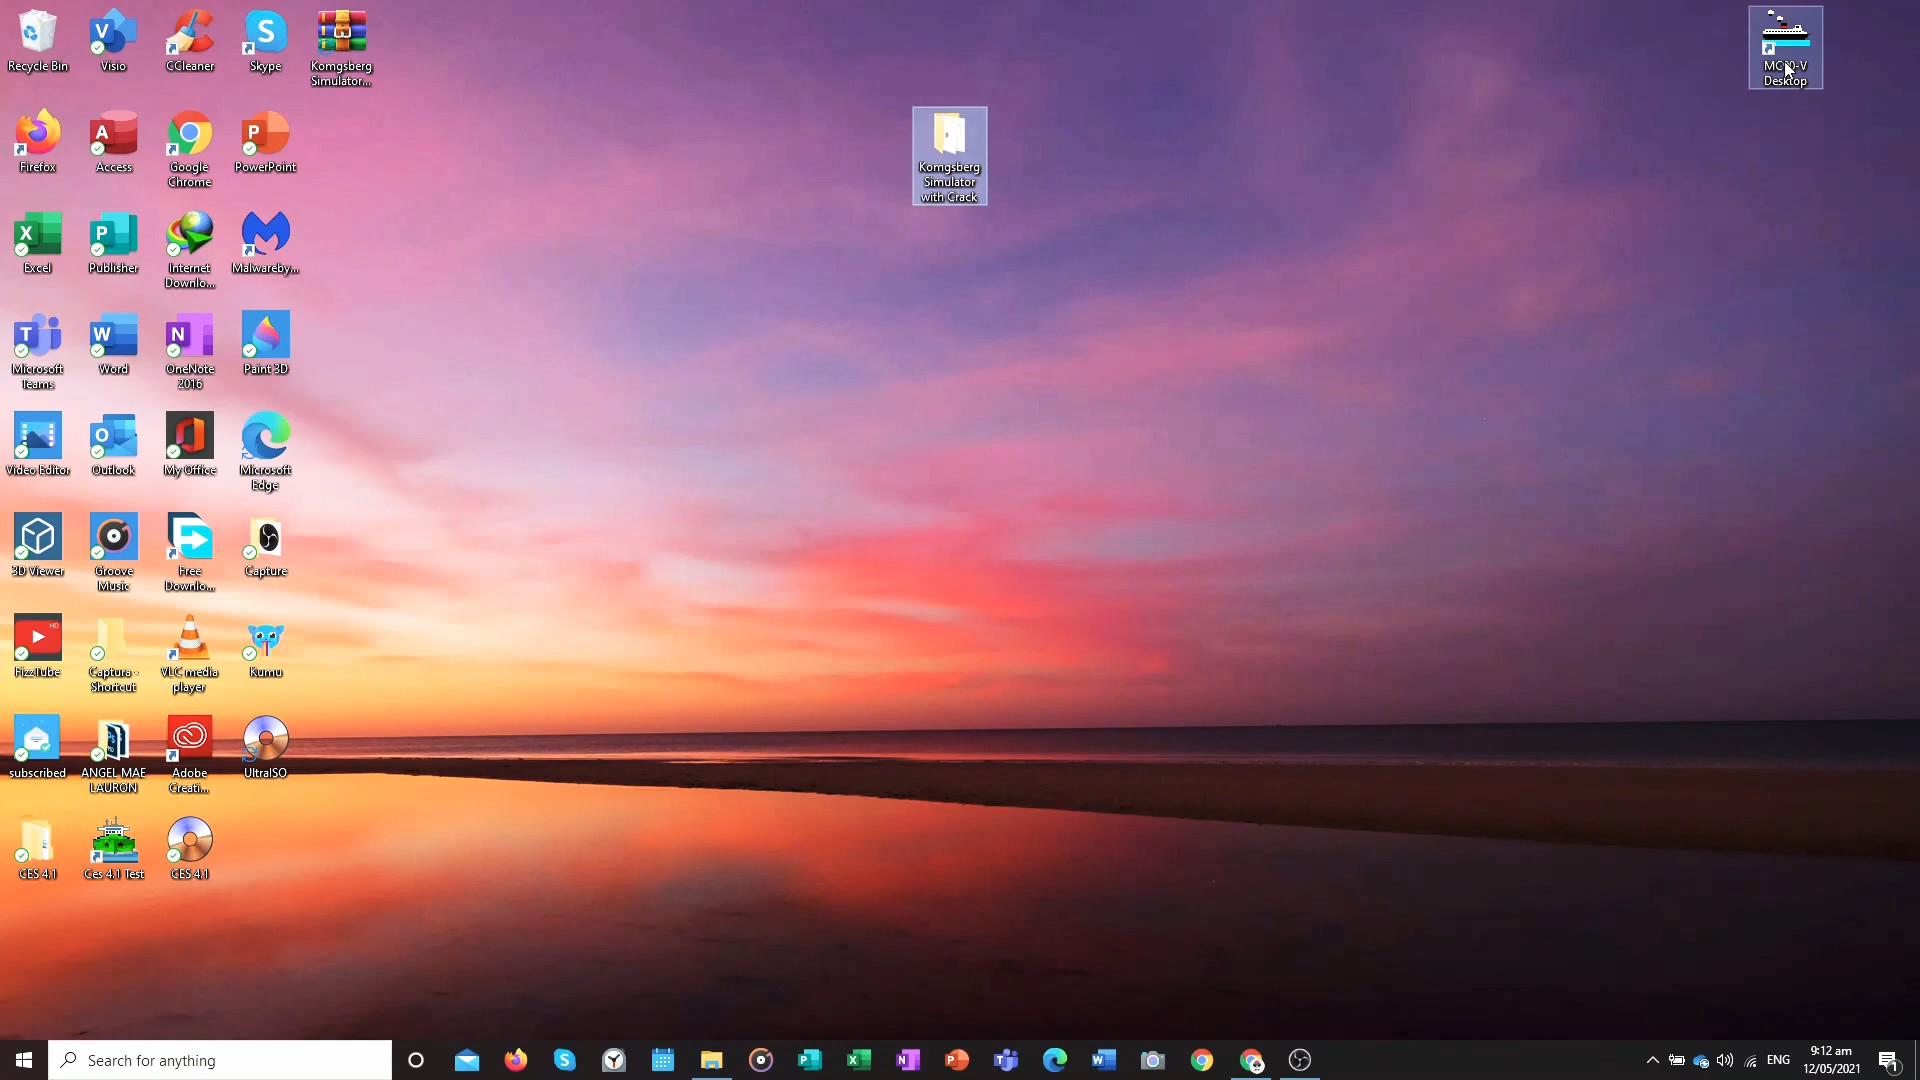 Recycle Bin
Visio
CCleaner
Skype
Komgsberg
Simulator...
Firefox
Access
Google
Chrome
PowerPoint
Excel
Publisher
Internet
Downlo...
Malwareby...
Microsoft
Teams
Word
OneNote
2016
Paint 3D
Video Editor
Outlook
My Office
Microsoft
Edge
3D Viewer
Groove
Music
Free
Downlo...
Capture
FizzTube
Captura -
Shortcut
VLC media
player
Kumu
subscribed
ANGEL MAE
LAURON
Adobe
Creati...
UltraISO
CES 4.1
Ces 4.1 Test
CES 4.1
Komgsberg
Simulator
with Crack
Desktop
Search for anything
ENG
9:12 am
12/05/2021